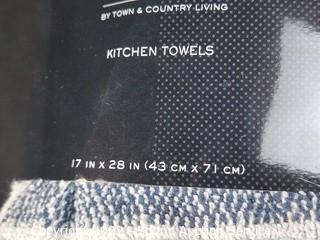 BY TOWN & COUNTRY LIVING
KITCHEN TOWELS
17 IN X 28 IN (43 CM X 71 CM)